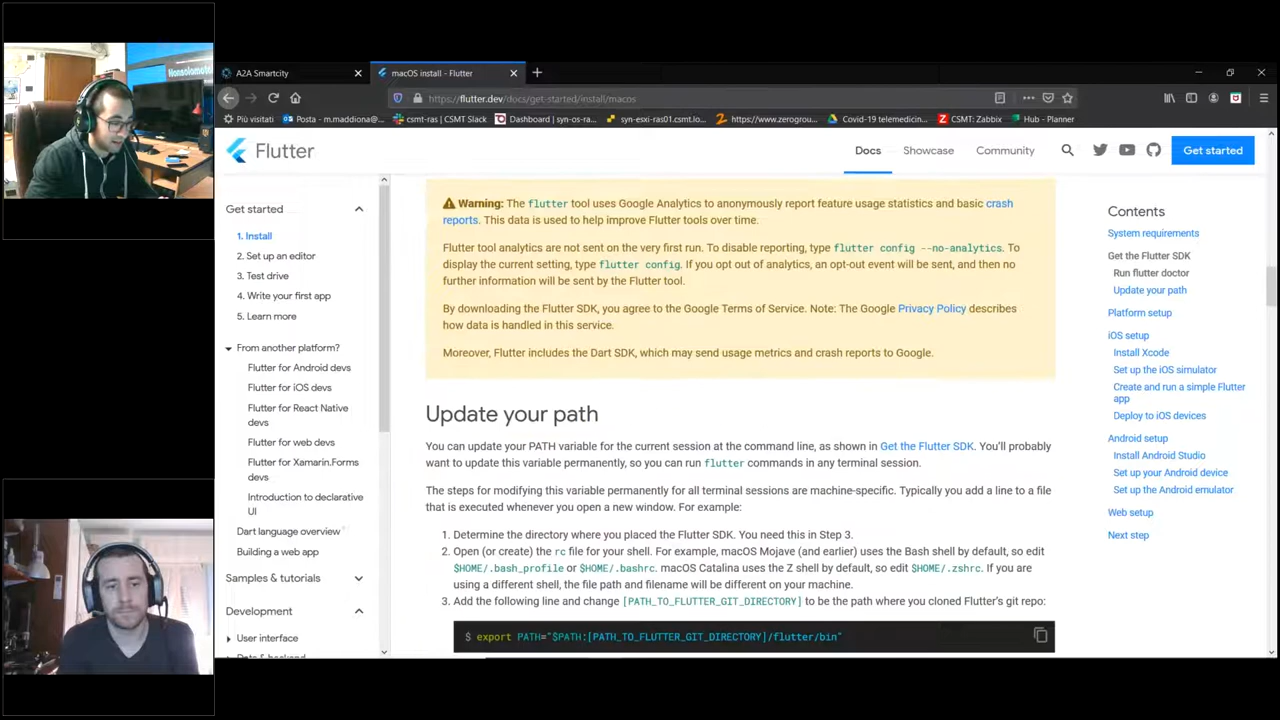 A2A Smartcity
macOS install - Flutter
https://flutter.dev/docs/get-started/install/macos
Più visitati
Posta - m.maddiona@...
csmt-ras | CSMT Slack
Dashboard | syn-os-ra...
syn-esxi-ras01.csmt.lo...
https://www.zerogrou...
Covid-19 telemedicin...
CSMT: Zabbix
Hub - Planner
Flutter
Docs
Showcase
Community
Get started
Get started
1. Install
2. Set up an editor
3. Test drive
4. Write your first app
5. Learn more
From another platform?
Flutter for Android devs
Flutter for iOS devs
Flutter for React Native
devs
Flutter for web devs
Flutter for Xamarin.Forms
devs
Introduction to declarative
UI
Dart language overview
Building a web app
Samples & tutorials
Development
User interface
Warning: The flutter tool uses Google Analytics to anonymously report feature usage statistics and basic crash
reports. This data is used to help improve Flutter tools over time.
Flutter tool analytics are not sent on the very first run. To disable reporting, type flutter config --no-analytics. To
display the current setting, type flutter config. If you opt out of analytics, an opt-out event will be sent, and then no
further information will be sent by the Flutter tool.
By downloading the Flutter SDK, you agree to the Google Terms of Service. Note: The Google Privacy Policy describes
how data is handled in this service.
Moreover, Flutter includes the Dart SDK, which may send usage metrics and crash reports to Google.
Update your path
You can update your PATH variable for the current session at the command line, as shown in Get the Flutter SDK. You'll probably
want to update this variable permanently, so you can run flutter commands in any terminal session.
The steps for modifying this variable permanently for all terminal sessions are machine-specific. Typically you add a line to a file
that is executed whenever you open a new window. For example:
1. Determine the directory where you placed the Flutter SDK. You need this in Step 3.
2. Open (or create) the rc file for your shell. For example, macOS Mojave (and earlier) uses the Bash shell by default, so edit
$HOME/.bash_profile or $HOME/.bashrc. macOS Catalina uses the Z shell by default, so edit $HOME/.zshrc. If you are
using a different shell, the file path and filename will be different on your machine.
3. Add the following line and change [PATH_TO_FLUTTER_GIT_DIRECTORY] to be the path where you cloned Flutter's git repo:
$ export PATH="$PATH:[PATH_TO_FLUTTER_GIT_DIRECTORY]/flutter/bin"
Contents
System requirements
Get the Flutter SDK
Run flutter doctor
Update your path
Platform setup
iOS setup
Install Xcode
Set up the iOS simulator
Create and run a simple Flutter
app
Deploy to iOS devices
Android setup
Install Android Studio
Set up your Android device
Set up the Android emulator
Web setup
Next step